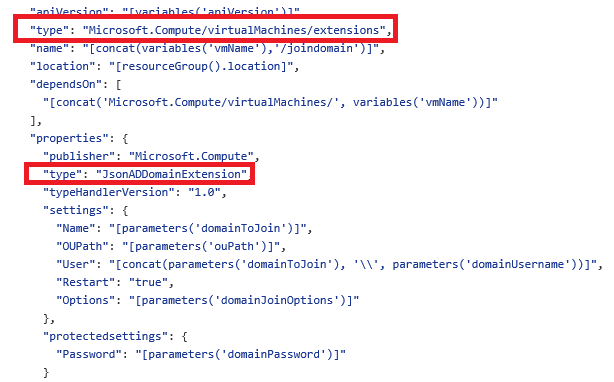 "apiVersion": "[variables('apiVersion')]"
"type": "Microsoft.Compute/virtualMachines/extensions",
"name": "[concat(variables('vmName'),'/joindomain')]",
"location": "[resourceGroup().location]",
"dependsOn": [
"[concat('Microsoft.Compute/virtualMachines/', variables('vmName'))]"
],
"properties": {
"publisher": "Microsoft.Compute",
"type": "JsonADDomainExtension",
"typeHandlerVersion": "1.0",
"settings": {
"Name": "[parameters('domainToJoin')]",
"OUPath": "[parameters('ouPath')]",
"User": "[concat(parameters('domainToJoin'), '\\', parameters('domainUsername'))]",
"Restart": "true",
"Options": "[parameters('domainJoinOptions')]"
},
"protectedsettings": {
"Password": "[parameters('domainPassword')]"
}